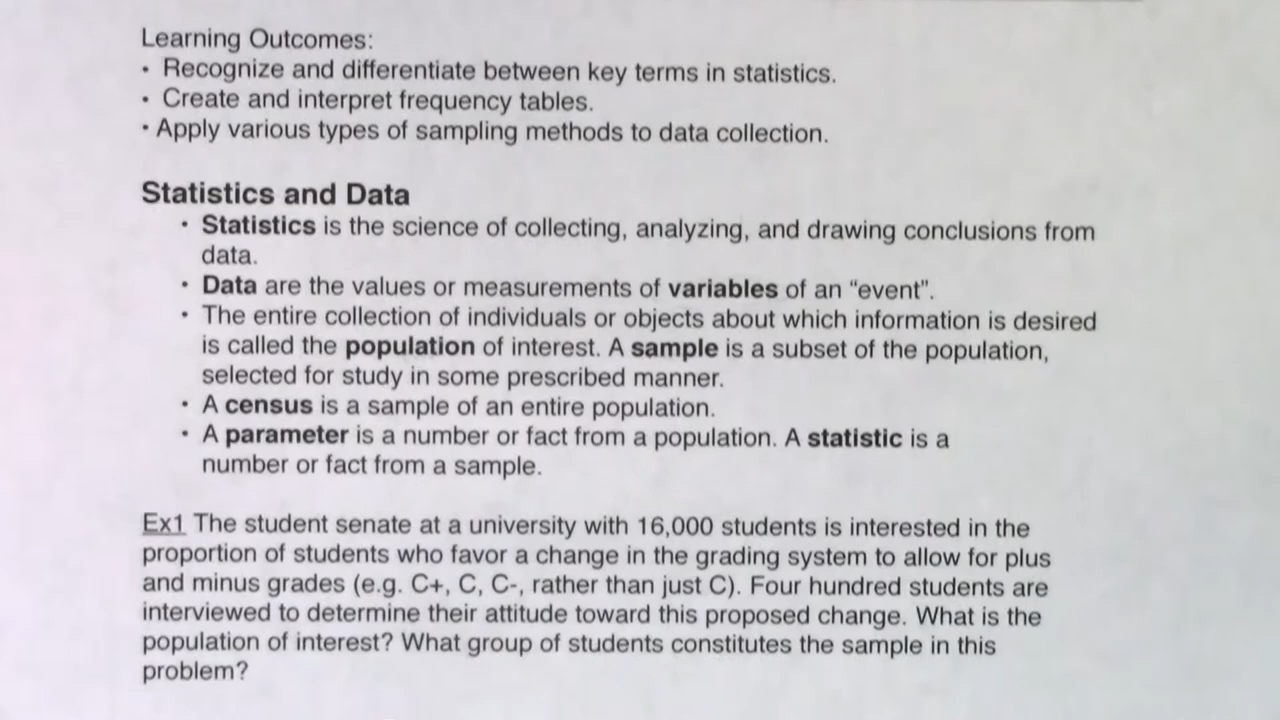 Learning Outcomes:
• Recognize and differentiate between key terms in statistics.
• Create and interpret frequency tables.
• Apply various types of sampling methods to data collection.
Statistics and Data
• Statistics is the science of collecting, analyzing, and drawing conclusions from
data.
• Data are the values or measurements of variables of an “event”.
• The entire collection of individuals or objects about which information is desired
is called the population of interest. A sample is a subset of the population,
selected for study in some prescribed manner.
• A census is a sample of an entire population.
• A parameter is a number or fact from a population. A statistic is a
number or fact from a sample.
Ex1 The student senate at a university with 16,000 students is interested in the
proportion of students who favor a change in the grading system to allow for plus
and minus grades (e.g. C+, C, C-, rather than just C). Four hundred students are
interviewed to determine their attitude toward this proposed change. What is the
population of interest? What group of students constitutes the sample in this
problem?